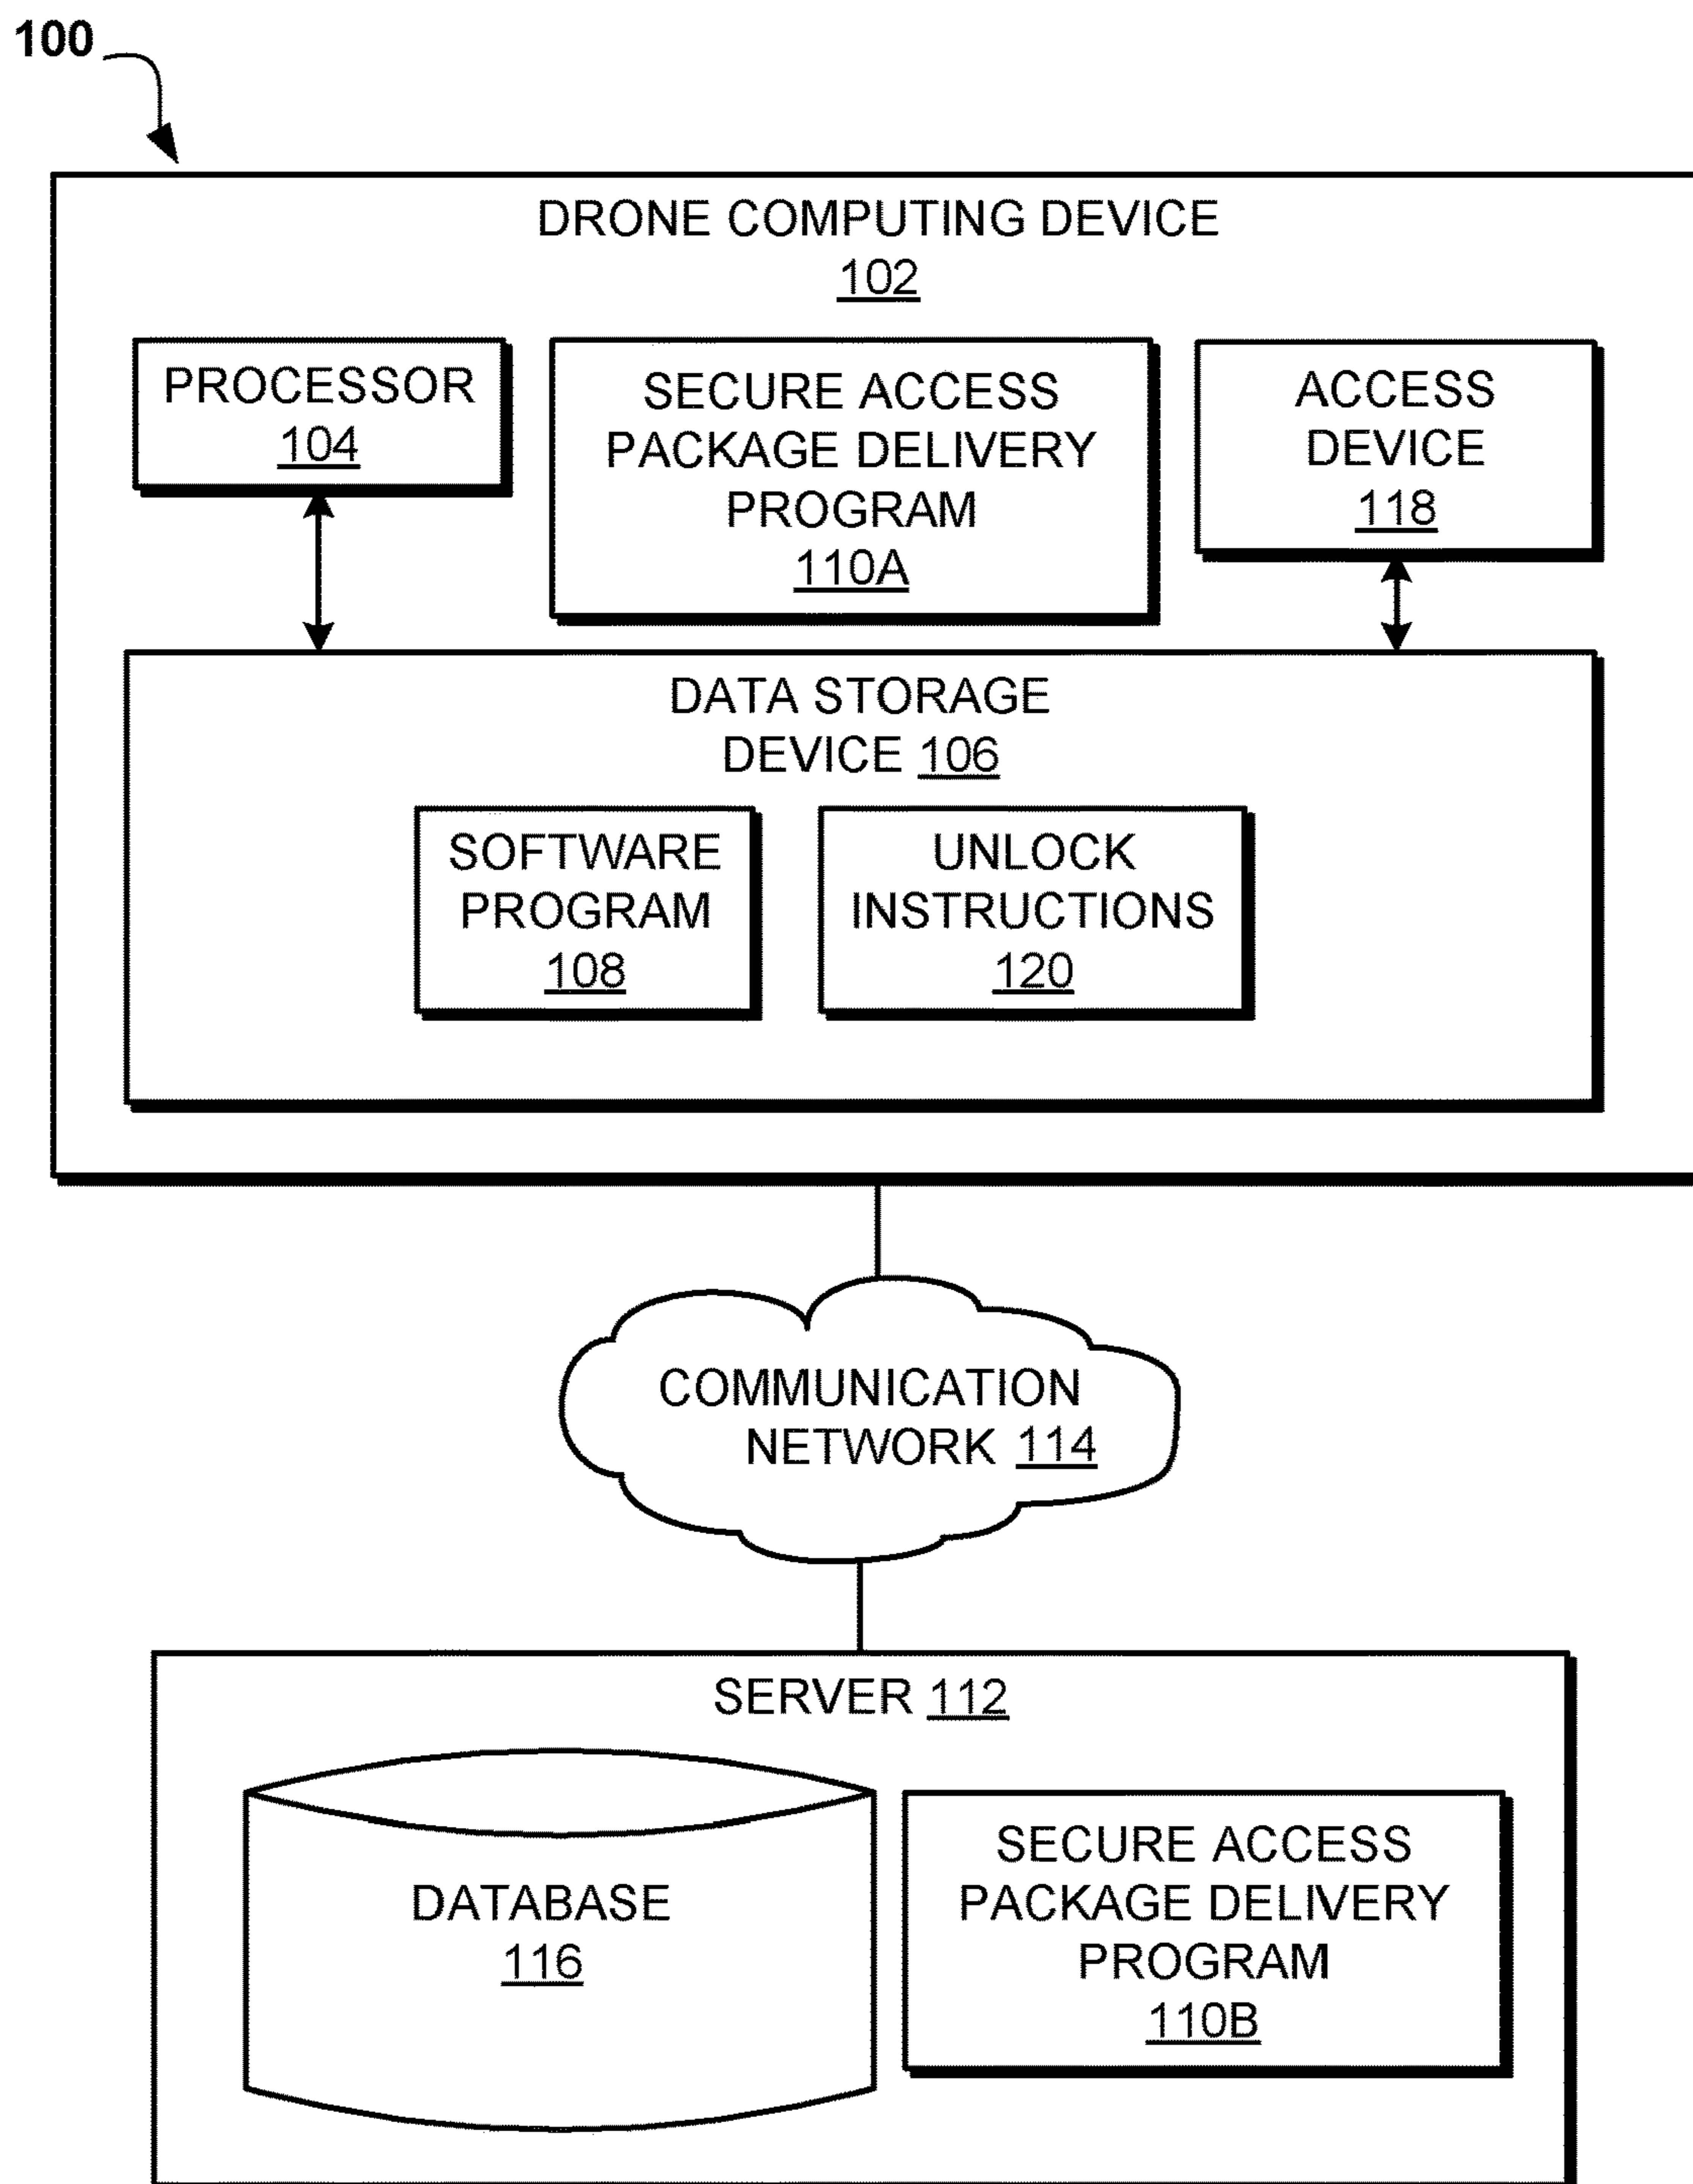 100
DRONE COMPUTING DEVICE
102
PROCESSOR
104
SECURE ACCESS
PACKAGE DELIVERY
PROGRAM
110A
ACCESS
DEVICE
118
DATA STORAGE
DEVICE 106
SOFTWARE
PROGRAM
108
UNLOCK
INSTRUCTIONS
120
COMMUNICATION
NETWORK 114
SERVER 112
DATABASE
116
SECURE ACCESS
PACKAGE DELIVERY
PROGRAM
110B